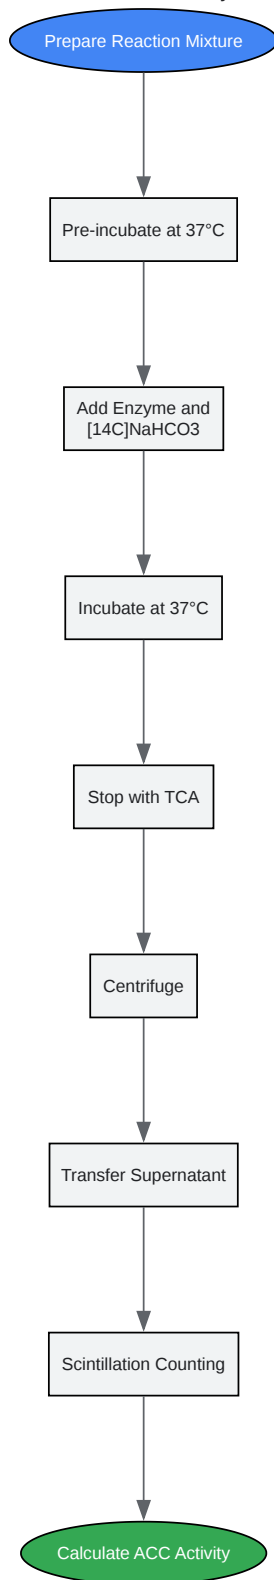 Prepare Reaction Mixture
Pre-incubate at 37°C
Add Enzyme and
[14C]NaHCO3
Incubate at 37°C
Stop with TCA
Centrifuge
Transfer Supernatant
Scintillation Counting
Calculate ACC Activity